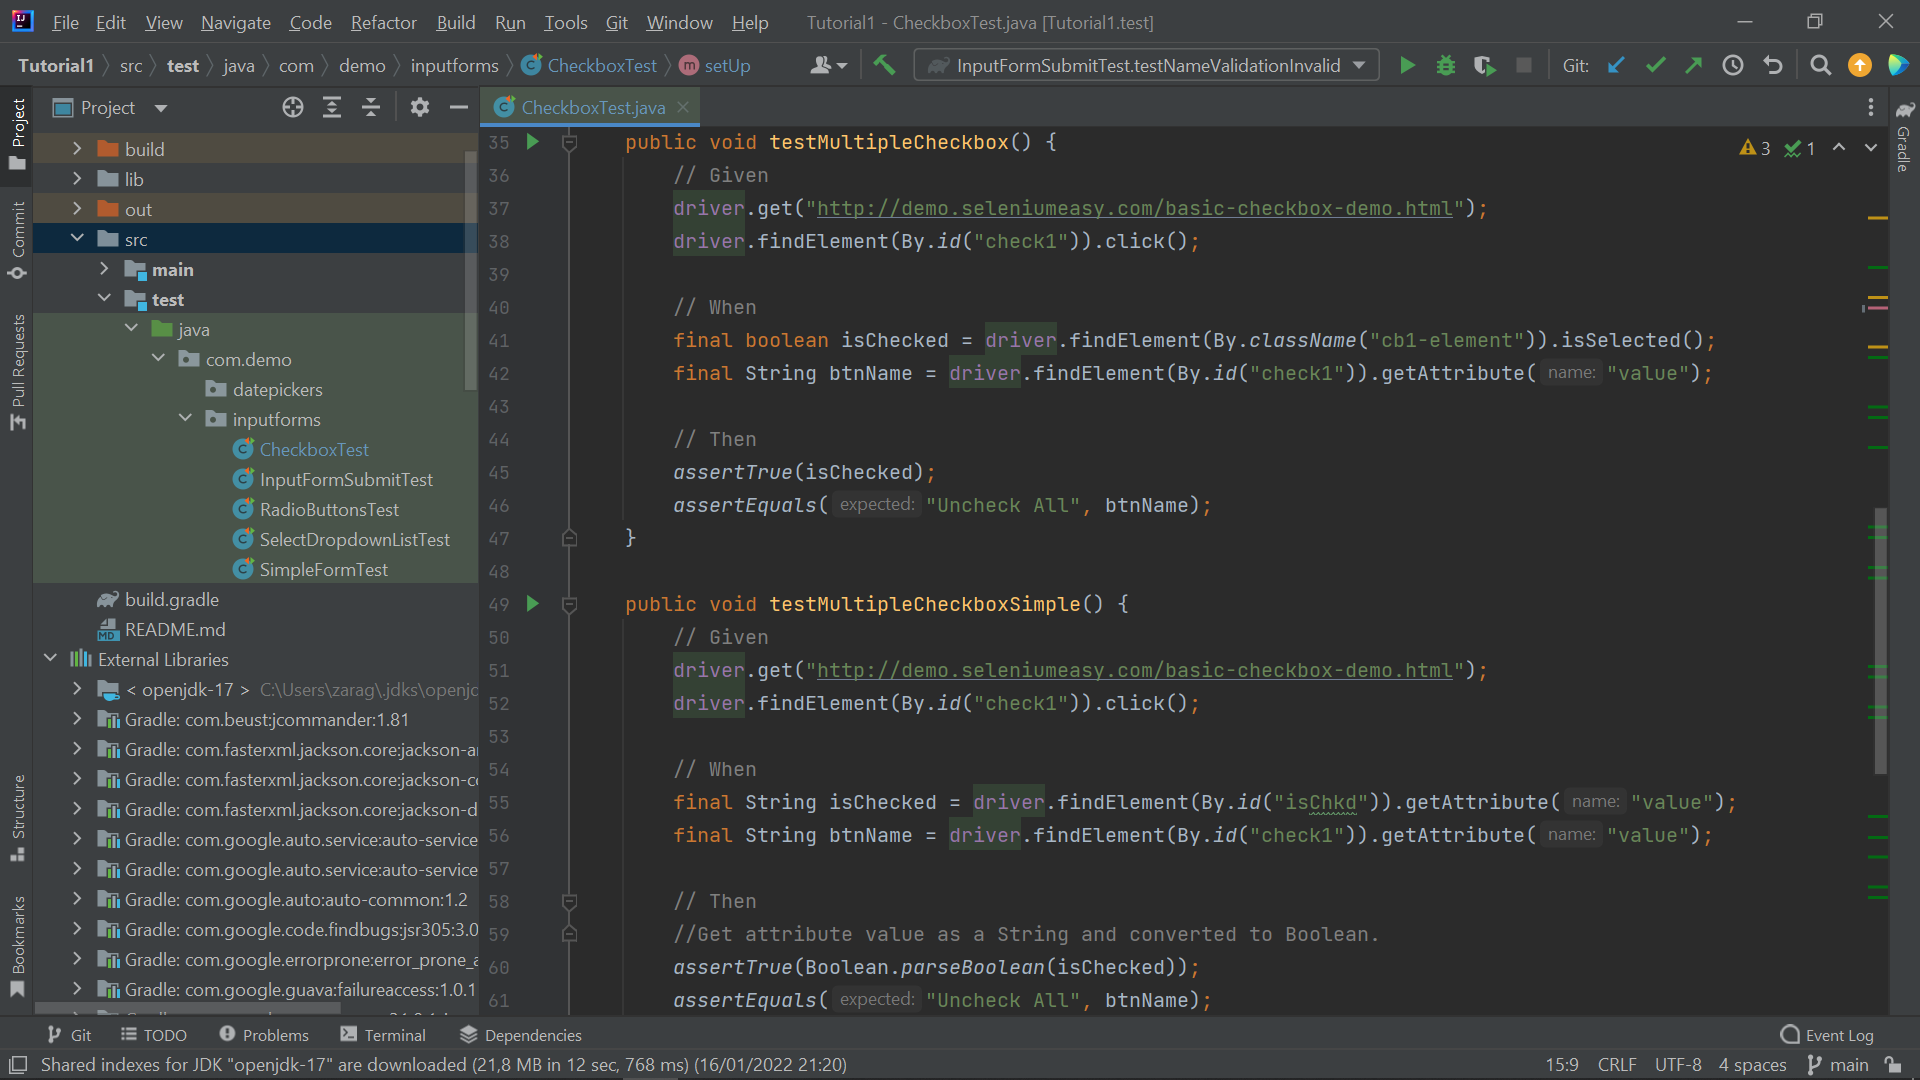 File Edit View Navigate Code Refactor Build Run Tools Git Window Help Tutorial1 - CheckboxTest.java [Tutorial1.test]
Tutorial1 src test java com demo inputforms CheckboxTest m setUp InputFormSubmitTest.testNameValidationInvalid Git:
Project
CheckboxTest.java
Project
Commit
Pull Requests
Structure
Bookmarks
build
lib
out
src
main
test
java
com.demo
datepickers
inputforms
CheckboxTest
InputFormSubmitTest
RadioButtonsTest
SelectDropdownListTest
SimpleFormTest
build.gradle
README.md
External Libraries
< openjdk-17 > C:\Users\zarag\.jdks\openjd
Gradle: com.beust:jcommander:1.81
Gradle: com.fasterxml.jackson.core:jackson-a
Gradle: com.fasterxml.jackson.core:jackson-c
Gradle: com.fasterxml.jackson.core:jackson-d
Gradle: com.google.auto.service:auto-service
Gradle: com.google.auto.service:auto-service
Gradle: com.google.auto:auto-common:1.2
Gradle: com.google.code.findbugs:jsr305:3.0
Gradle: com.google.errorprone:error_prone_a
Gradle: com.google.guava:failureaccess:1.0.1
35 public void testMultipleCheckbox() {
36 // Given
37 driver.get("http://demo.seleniumeasy.com/basic-checkbox-demo.html");
38 driver.findElement(By.id("check1")).click();
39
40 // When
41 final boolean isChecked = driver.findElement(By.className("cb1-element")).isSelected();
42 final String btnName = driver.findElement(By.id("check1")).getAttribute( name: "value");
43
44 // Then
45 assertTrue(isChecked);
46 assertEquals( expected: "Uncheck All", btnName);
47 }
48
49 public void testMultipleCheckboxSimple() {
50 // Given
51 driver.get("http://demo.seleniumeasy.com/basic-checkbox-demo.html");
52 driver.findElement(By.id("check1")).click();
53
54 // When
55 final String isChecked = driver.findElement(By.id("isChkd")).getAttribute( name: "value");
56 final String btnName = driver.findElement(By.id("check1")).getAttribute( name: "value");
57
58 // Then
59 //Get attribute value as a String and converted to Boolean.
60 assertTrue(Boolean.parseBoolean(isChecked));
61 assertEquals( expected: "Uncheck All", btnName);
3 1
Gradle
Git TODO Problems Terminal Dependencies Event Log
Shared indexes for JDK "openjdk-17" are downloaded (21,8 MB in 12 sec, 768 ms) (16/01/2022 21:20) 15:9 CRLF UTF-8 4 spaces main